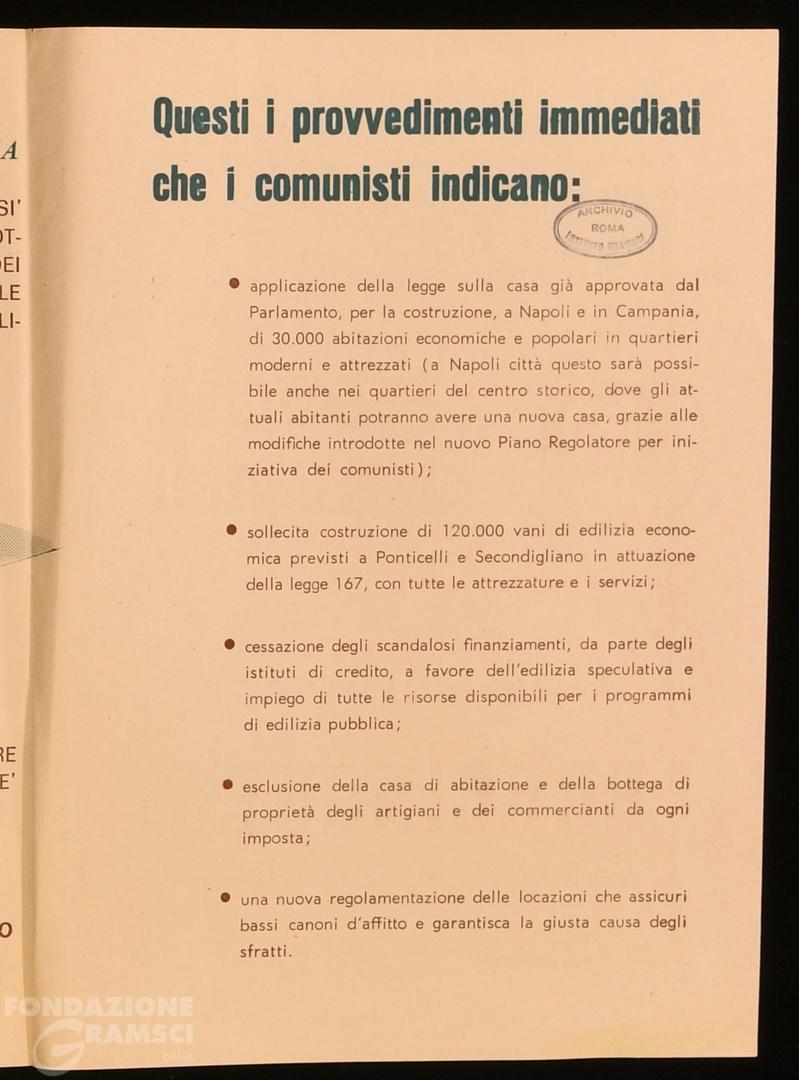 Questi i provvedimenti immediati
che i comunisti indicano:
ARCHIVIO
ROMA
ISTITUTO GRAMSCI
A
SI'
OT-
DEI
LE
LI-
RE
E'
O
● applicazione della legge sulla casa già approvata dal
Parlamento, per la costruzione, a Napoli e in Campania,
di 30.000 abitazioni economiche e popolari in quartieri
moderni e attrezzati (a Napoli città questo sarà possi-
bile anche nei quartieri del centro storico, dove gli at-
tuali abitanti potranno avere una nuova casa, grazie alle
modifiche introdotte nel nuovo Piano Regolatore per ini-
ziativa dei comunisti);
● sollecita costruzione di 120.000 vani di edilizia econo-
mica previsti a Ponticelli e Secondigliano in attuazione
della legge 167, con tutte le attrezzature e i servizi;
● cessazione degli scandalosi finanziamenti, da parte degli
istituti di credito, a favore dell'edilizia speculativa e
impiego di tutte le risorse disponibili per i programmi
di edilizia pubblica;
● esclusione della casa di abitazione e della bottega di
proprietà degli artigiani e dei commercianti da ogni
imposta;
● una nuova regolamentazione delle locazioni che assicuri
bassi canoni d'affitto e garantisca la giusta causa degli
sfratti.
FONDAZIONE
GRAMSCI
onlus